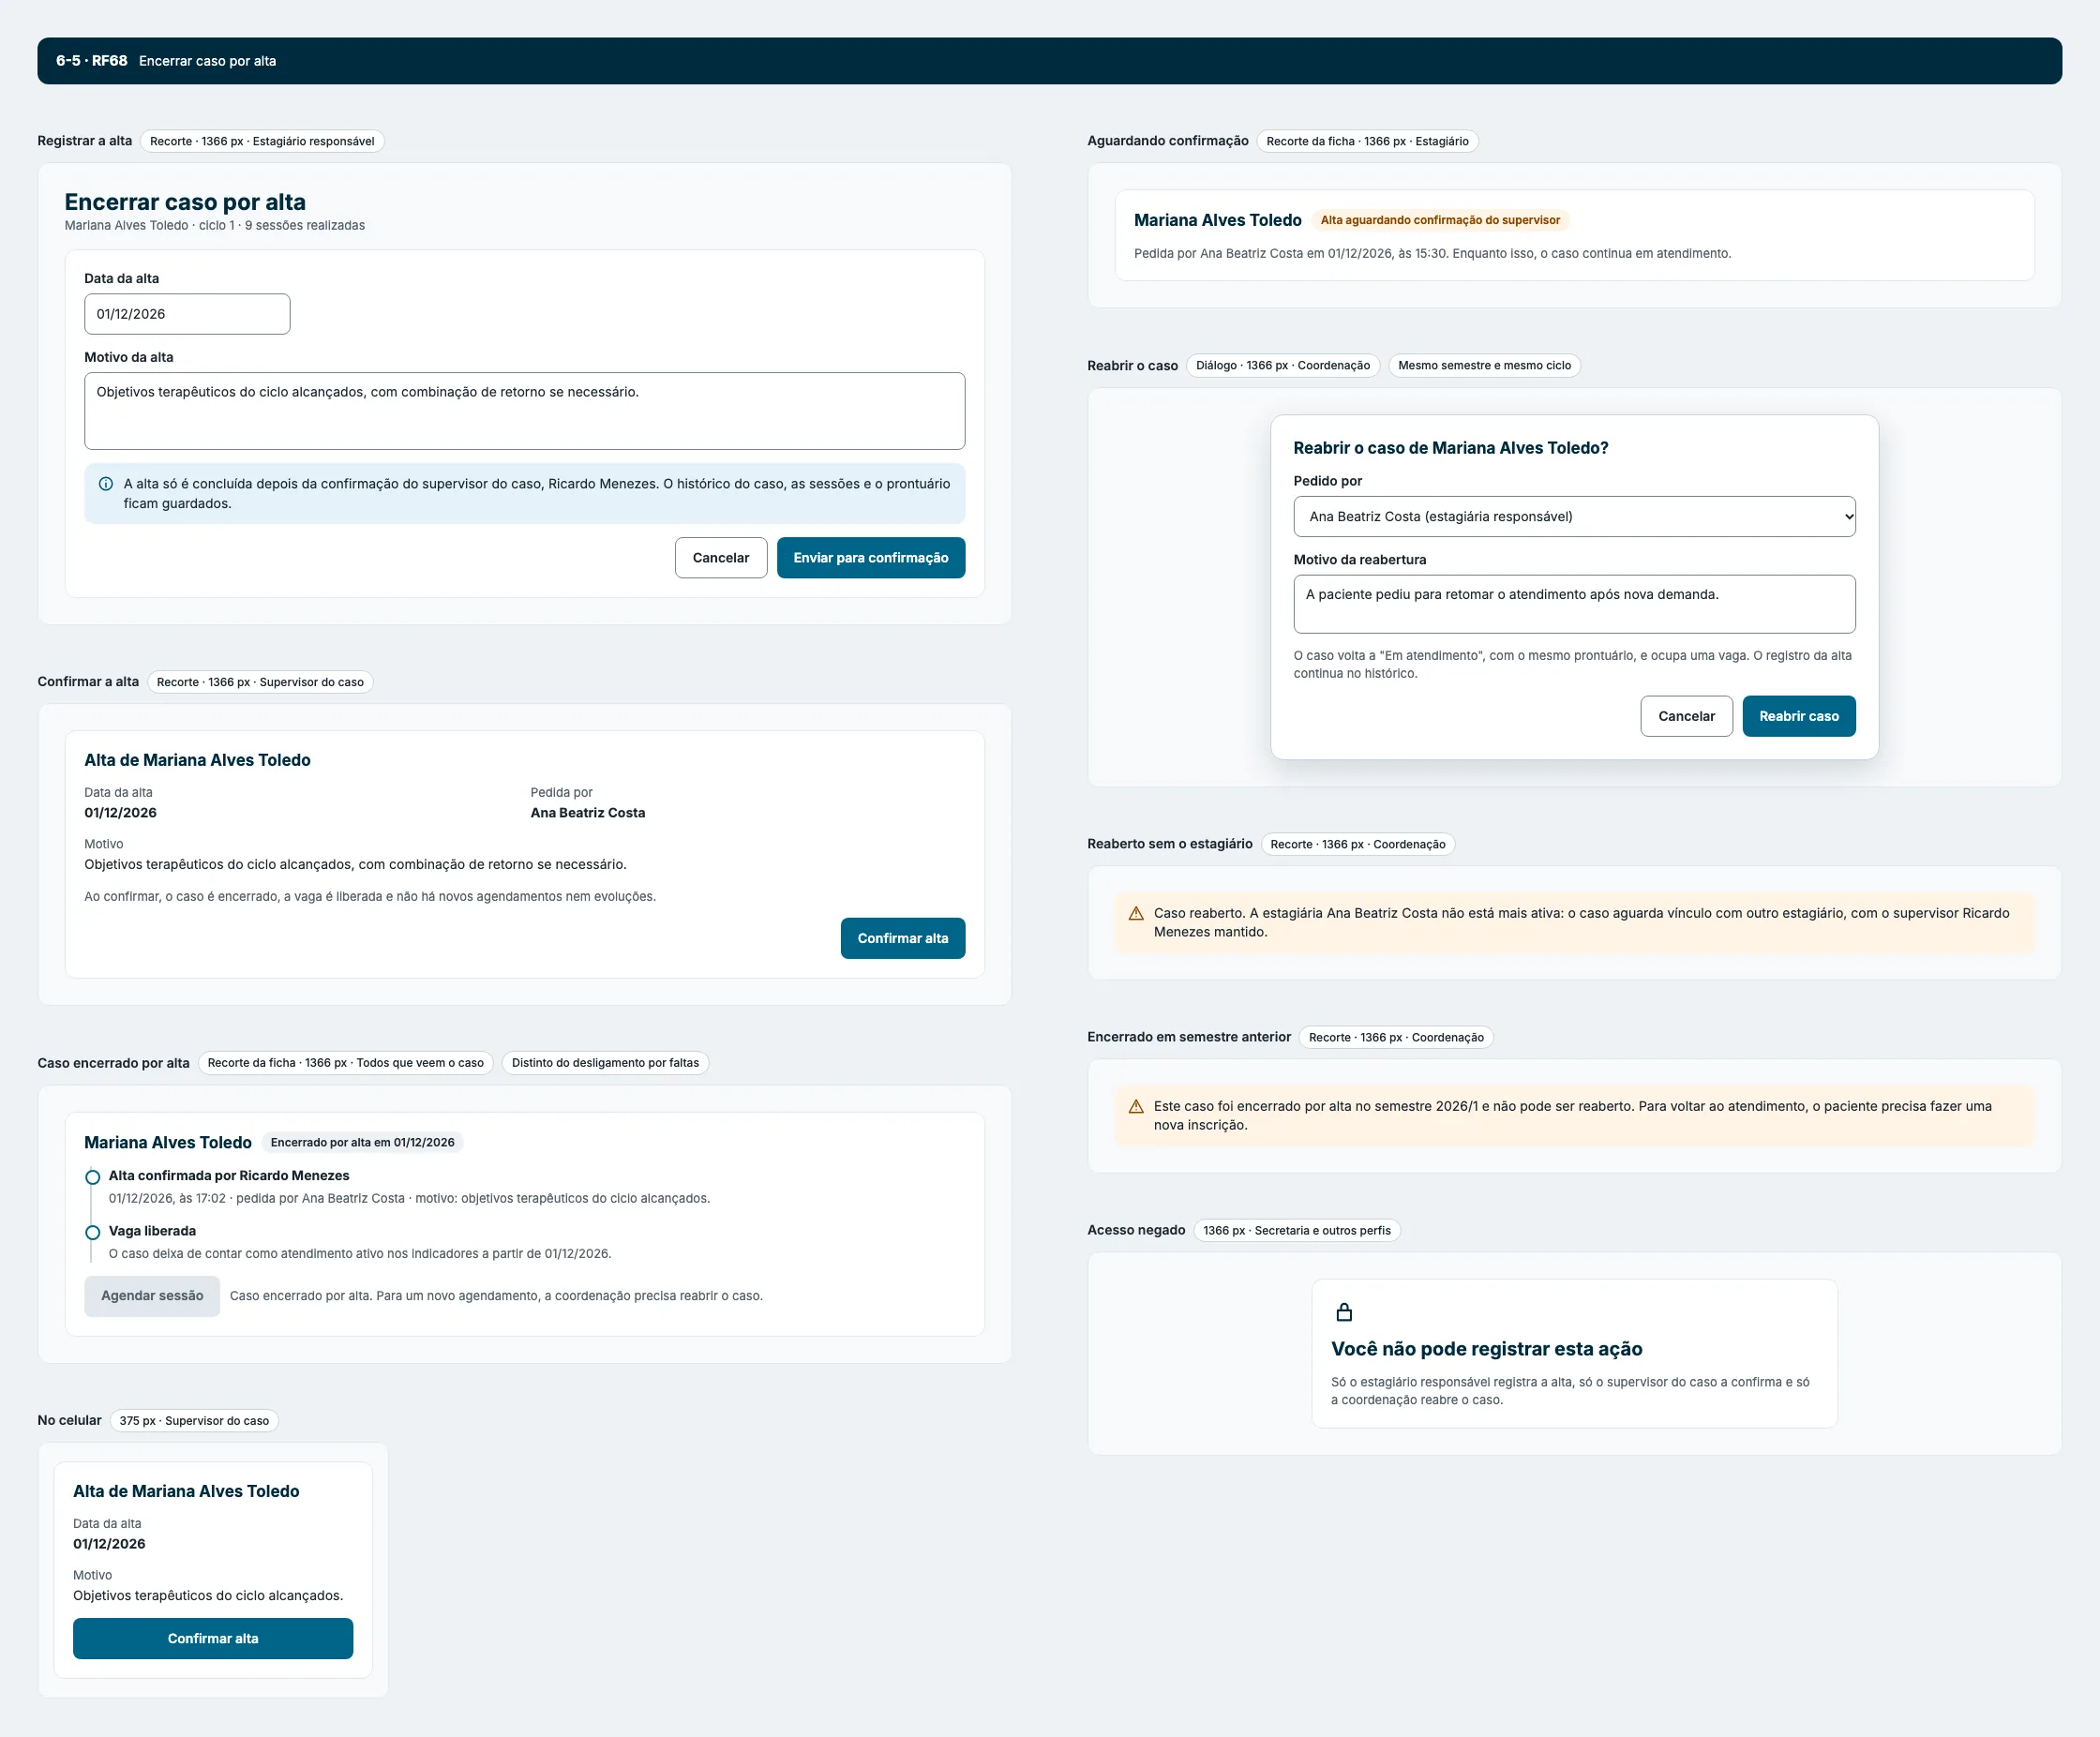 6-5 · RF68 Encerrar caso por alta
Registrar a alta Recorte · 1366 px · Estagiário responsável
Encerrar caso por alta
Mariana Alves Toledo · ciclo 1 · 9 sessões realizadas
Data da alta
01/12/2026
Motivo da alta
Objetivos terapêuticos do ciclo alcançados, com combinação de retorno se necessário.
A alta só é concluída depois da confirmação do supervisor do caso, Ricardo Menezes. O histórico do caso, as sessões e o prontuário
ficam guardados.
Cancelar Enviar para confirmação
Confirmar a alta Recorte · 1366 px · Supervisor do caso
Alta de Mariana Alves Toledo
Data da alta Pedida por
01/12/2026 Ana Beatriz Costa
Motivo
Objetivos terapêuticos do ciclo alcançados, com combinação de retorno se necessário.
Ao confirmar, o caso é encerrado, a vaga é liberada e não há novos agendamentos nem evoluções.
Confirmar alta
Caso encerrado por alta Recorte da ficha · 1366 px · Todos que veem o caso Distinto do desligamento por faltas
Mariana Alves Toledo Encerrado por alta em 01/12/2026
Alta confirmada por Ricardo Menezes
01/12/2026, às 17:02 · pedida por Ana Beatriz Costa · motivo: objetivos terapêuticos do ciclo alcançados.
Vaga liberada
O caso deixa de contar como atendimento ativo nos indicadores a partir de 01/12/2026.
Agendar sessão Caso encerrado por alta. Para um novo agendamento, a coordenação precisa reabrir o caso.
No celular 375 px · Supervisor do caso
Alta de Mariana Alves Toledo
Data da alta
01/12/2026
Motivo
Objetivos terapêuticos do ciclo alcançados.
Confirmar alta
Aguardando confirmação Recorte da ficha · 1366 px · Estagiário
Mariana Alves Toledo Alta aguardando confirmação do supervisor
Pedida por Ana Beatriz Costa em 01/12/2026, às 15:30. Enquanto isso, o caso continua em atendimento.
Reabrir o caso Diálogo · 1366 px · Coordenação Mesmo semestre e mesmo ciclo
Reabrir o caso de Mariana Alves Toledo?
Pedido por
Ana Beatriz Costa (estagiária responsável)
Motivo da reabertura
A paciente pediu para retomar o atendimento após nova demanda.
O caso volta a "Em atendimento", com o mesmo prontuário, e ocupa uma vaga. O registro da alta
continua no histórico.
Cancelar Reabrir caso
Reaberto sem o estagiário Recorte · 1366 px · Coordenação
Caso reaberto. A estagiária Ana Beatriz Costa não está mais ativa: o caso aguarda vínculo com outro estagiário, com o supervisor Ricardo
Menezes mantido.
Encerrado em semestre anterior Recorte · 1366 px · Coordenação
Este caso foi encerrado por alta no semestre 2026/1 e não pode ser reaberto. Para voltar ao atendimento, o paciente precisa fazer uma
nova inscrição.
Acesso negado 1366 px · Secretaria e outros perfis
Você não pode registrar esta ação
Só o estagiário responsável registra a alta, só o supervisor do caso a confirma e só
a coordenação reabre o caso.